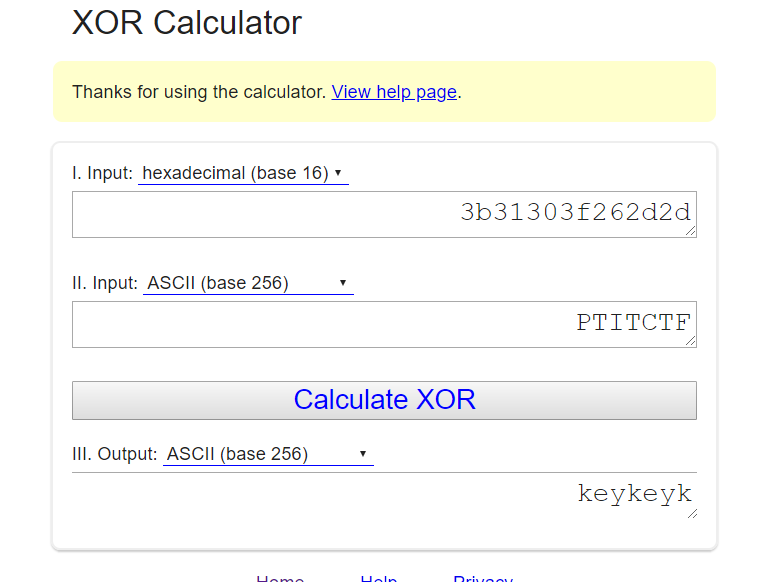 XOR Calculator
Thanks for using the calculator. View help page.
I. Input: hexadecimal (base 16)
3b31303f262d2d
II. Input: ASCII (base 256)
PTITCTF
Calculate XOR
III. Output: ASCII (base 256)
keykeyk
Home Help Privacy